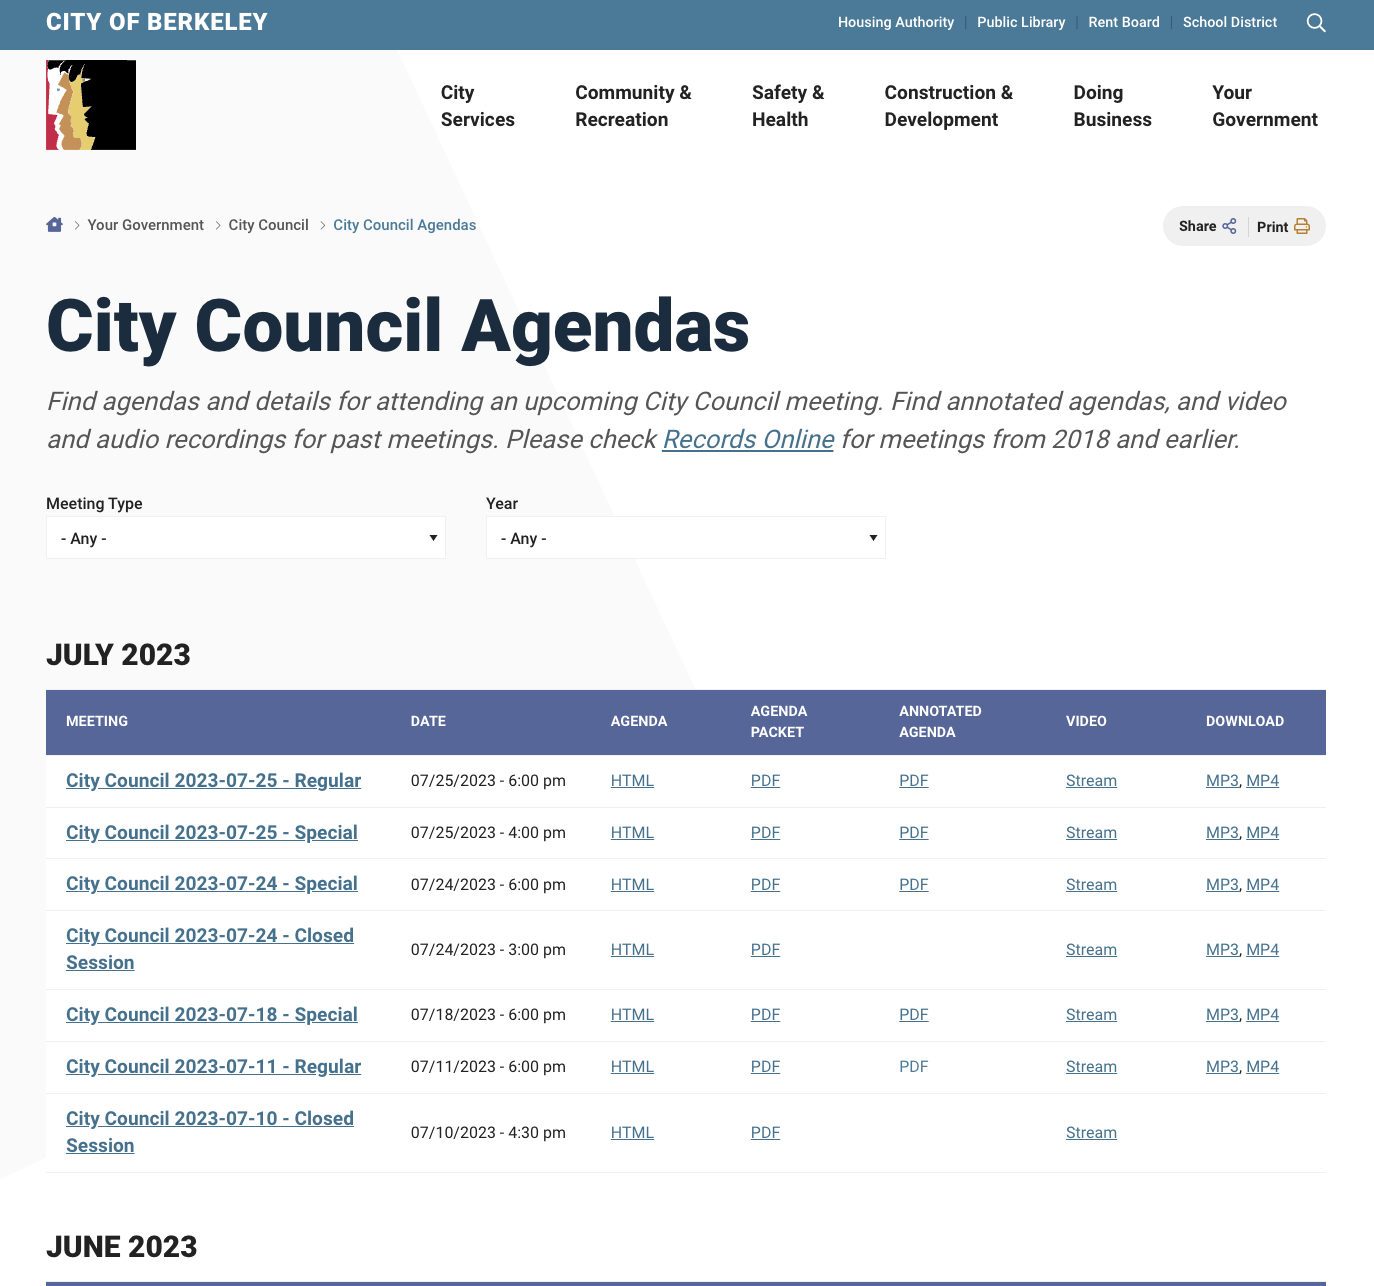 CITY OF BERKELEY
Housing Authority
Public Library
Rent Board
School District
City
Services
Community &
Recreation
Safety &
Health
Construction &
Development
Doing
Business
Your
Government
Your Government
City Council
City Council Agendas
Share
Print
City Council Agendas
Find agendas and details for attending an upcoming City Council meeting. Find annotated agendas, and video
and audio recordings for past meetings. Please check Records Online for meetings from 2018 and earlier.
Meeting Type
Year
- Any -
- Any -
JULY 2023
MEETING DATE AGENDA AGENDA PACKET ANNOTATED AGENDA VIDEO DOWNLOAD
City Council 2023-07-25 - Regular 07/25/2023 - 6:00 pm HTML PDF PDF Stream MP3, MP4
City Council 2023-07-25 - Special 07/25/2023 - 4:00 pm HTML PDF PDF Stream MP3, MP4
City Council 2023-07-24 - Special 07/24/2023 - 6:00 pm HTML PDF PDF Stream MP3, MP4
City Council 2023-07-24 - Closed
Session 07/24/2023 - 3:00 pm HTML PDF Stream MP3, MP4
City Council 2023-07-18 - Special 07/18/2023 - 6:00 pm HTML PDF PDF Stream MP3, MP4
City Council 2023-07-11 - Regular 07/11/2023 - 6:00 pm HTML PDF PDF Stream MP3, MP4
City Council 2023-07-10 - Closed
Session 07/10/2023 - 4:30 pm HTML PDF Stream
JUNE 2023